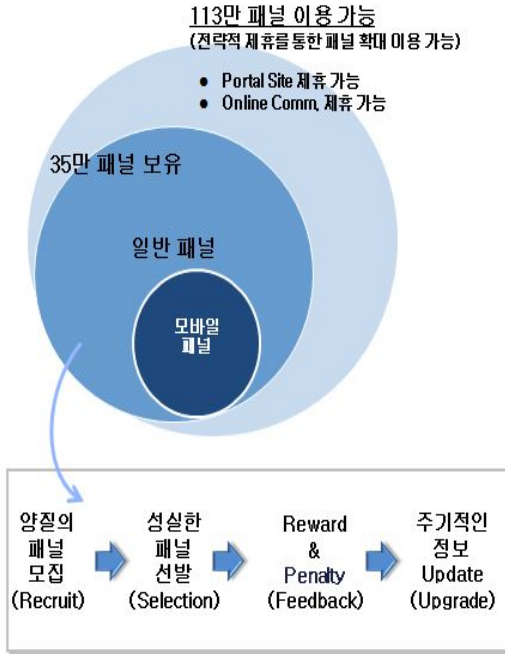 113만 패널 이용 가능
(전략적 제휴를 통한 패널 확대 이용 가능)
● Portal Site 제휴 가능
● Online Comm, 제휴 가능
35만 패널 보유
일반 패널
모바일
패널
양질의
패널
모집
(Recruit)
성실한
패널
선발
(Selection)
Reward
&
Penalty
(Feedback)
주기적인
정보
Update
(Upgrade)